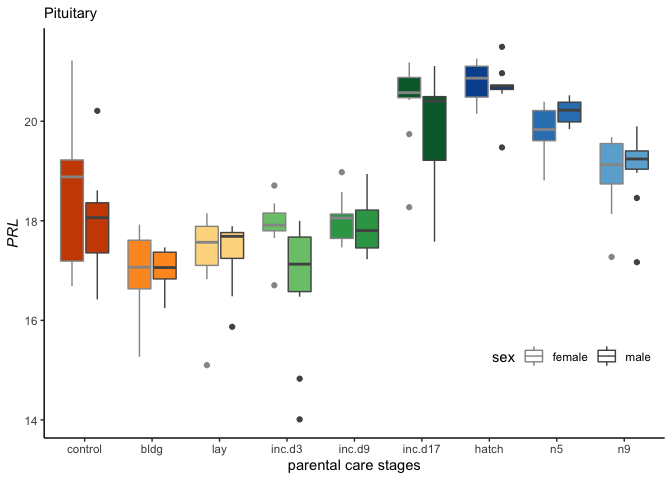 Pituitary
PRL
20
18
16
14
sex female male
control bldg lay inc.d3 inc.d9 inc.d17 hatch n5 n9
parental care stages